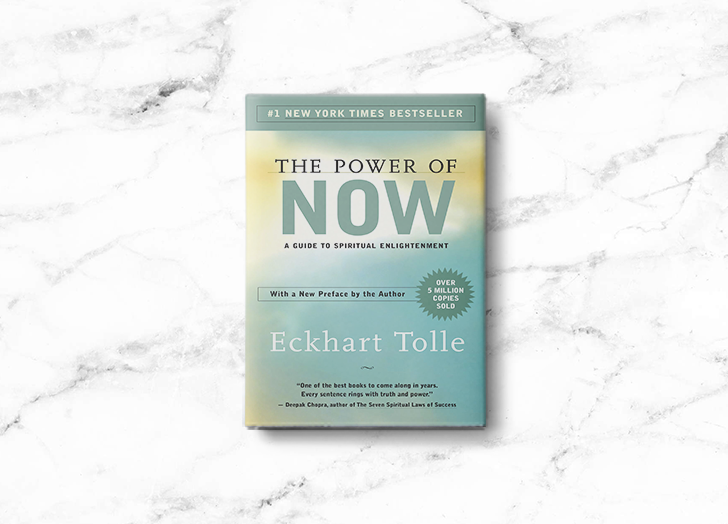 #1 NEW YORK TIMES BESTSELLER
THE POWER OF
NOW
A GUIDE TO SPIRITUAL ENLIGHTENMENT
With a New Preface by the Author
OVER
5 MILLION
COPIES
SOLD
Eckhart Tolle
“One of the best books to come along in years.
Every sentence rings with truth and power.”
— Deepak Chopra, author of The Seven Spiritual Laws of Success